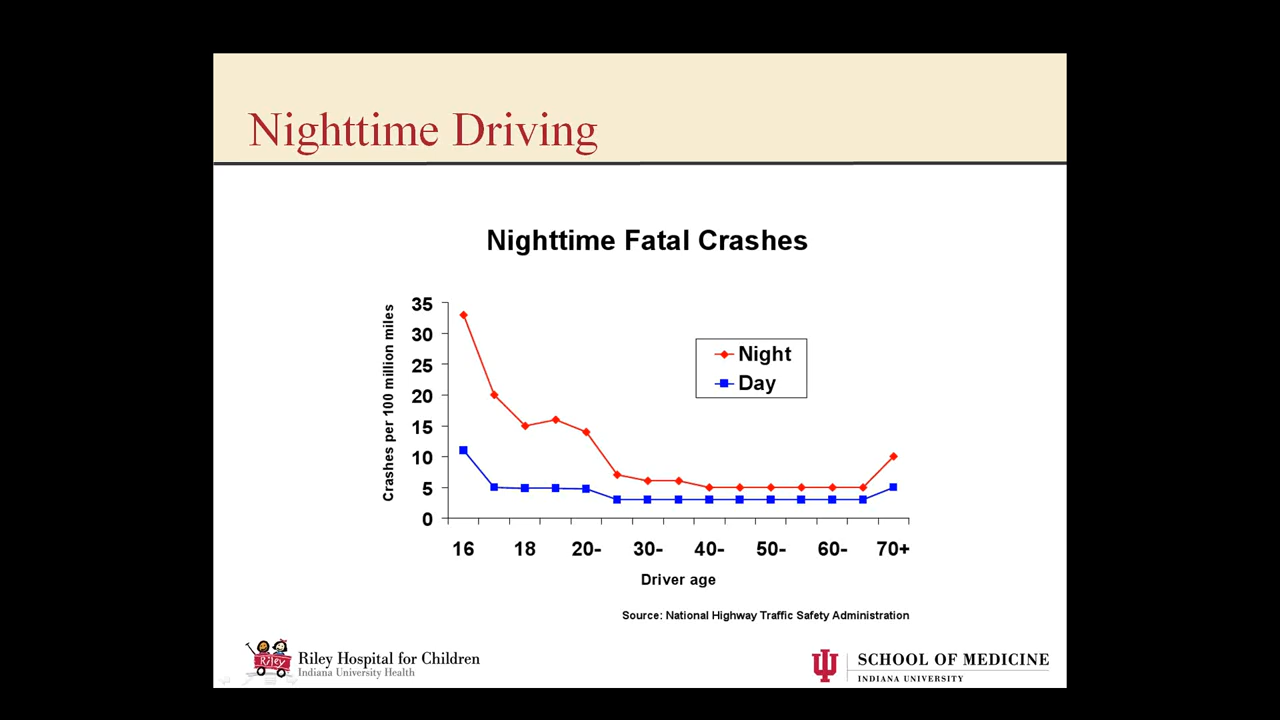 Nighttime Driving
Nighttime Fatal Crashes
Crashes per 100 million miles
35
30
25
20
15
10
5
0
Night
Day
16 18 20- 30- 40- 50- 60- 70+
Driver age
Source: National Highway Traffic Safety Administration
Riley
Riley Hospital for Children
Indiana University Health
SCHOOL OF MEDICINE
INDIANA UNIVERSITY